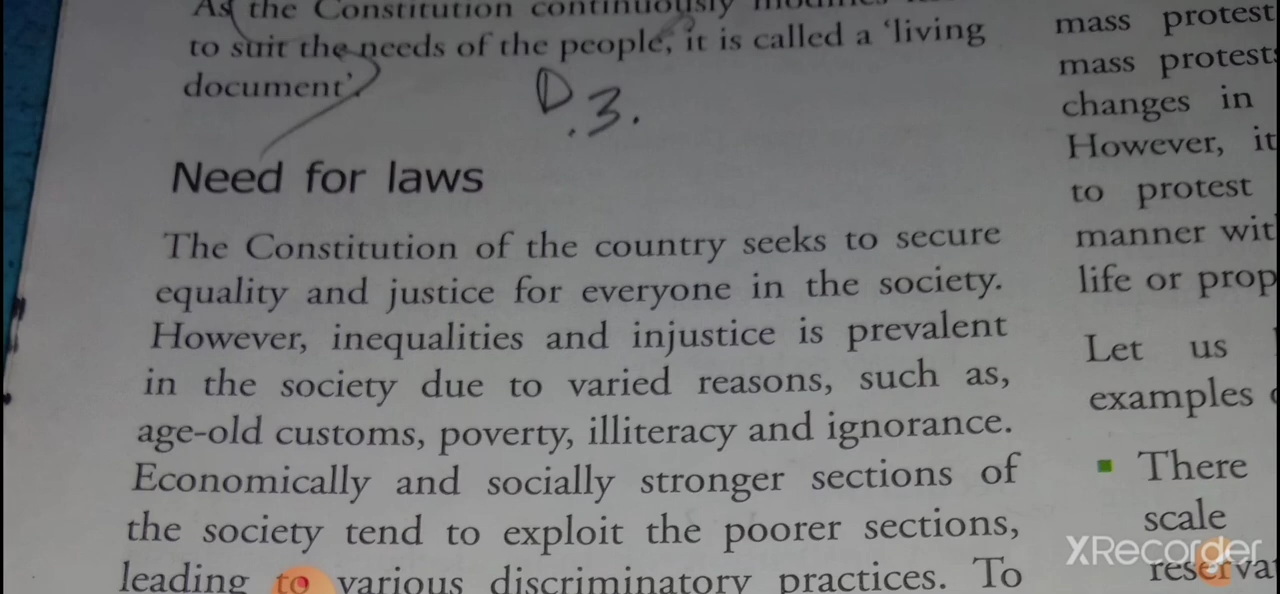 As the Constitution continuously
to suit the needs of the people, it is called a ‘living
document’.
D.3.
Need for laws
The Constitution of the country seeks to secure
equality and justice for everyone in the society.
However, inequalities and injustice is prevalent
in the society due to varied reasons, such as,
age-old customs, poverty, illiteracy and ignorance.
Economically and socially stronger sections of
the society tend to exploit the poorer sections,
leading to various discriminatory practices. To
mass protest
mass protests
changes in
However, it
to protest
manner wit
life or prop
Let us
examples
There
scale
reserva
XRecorder